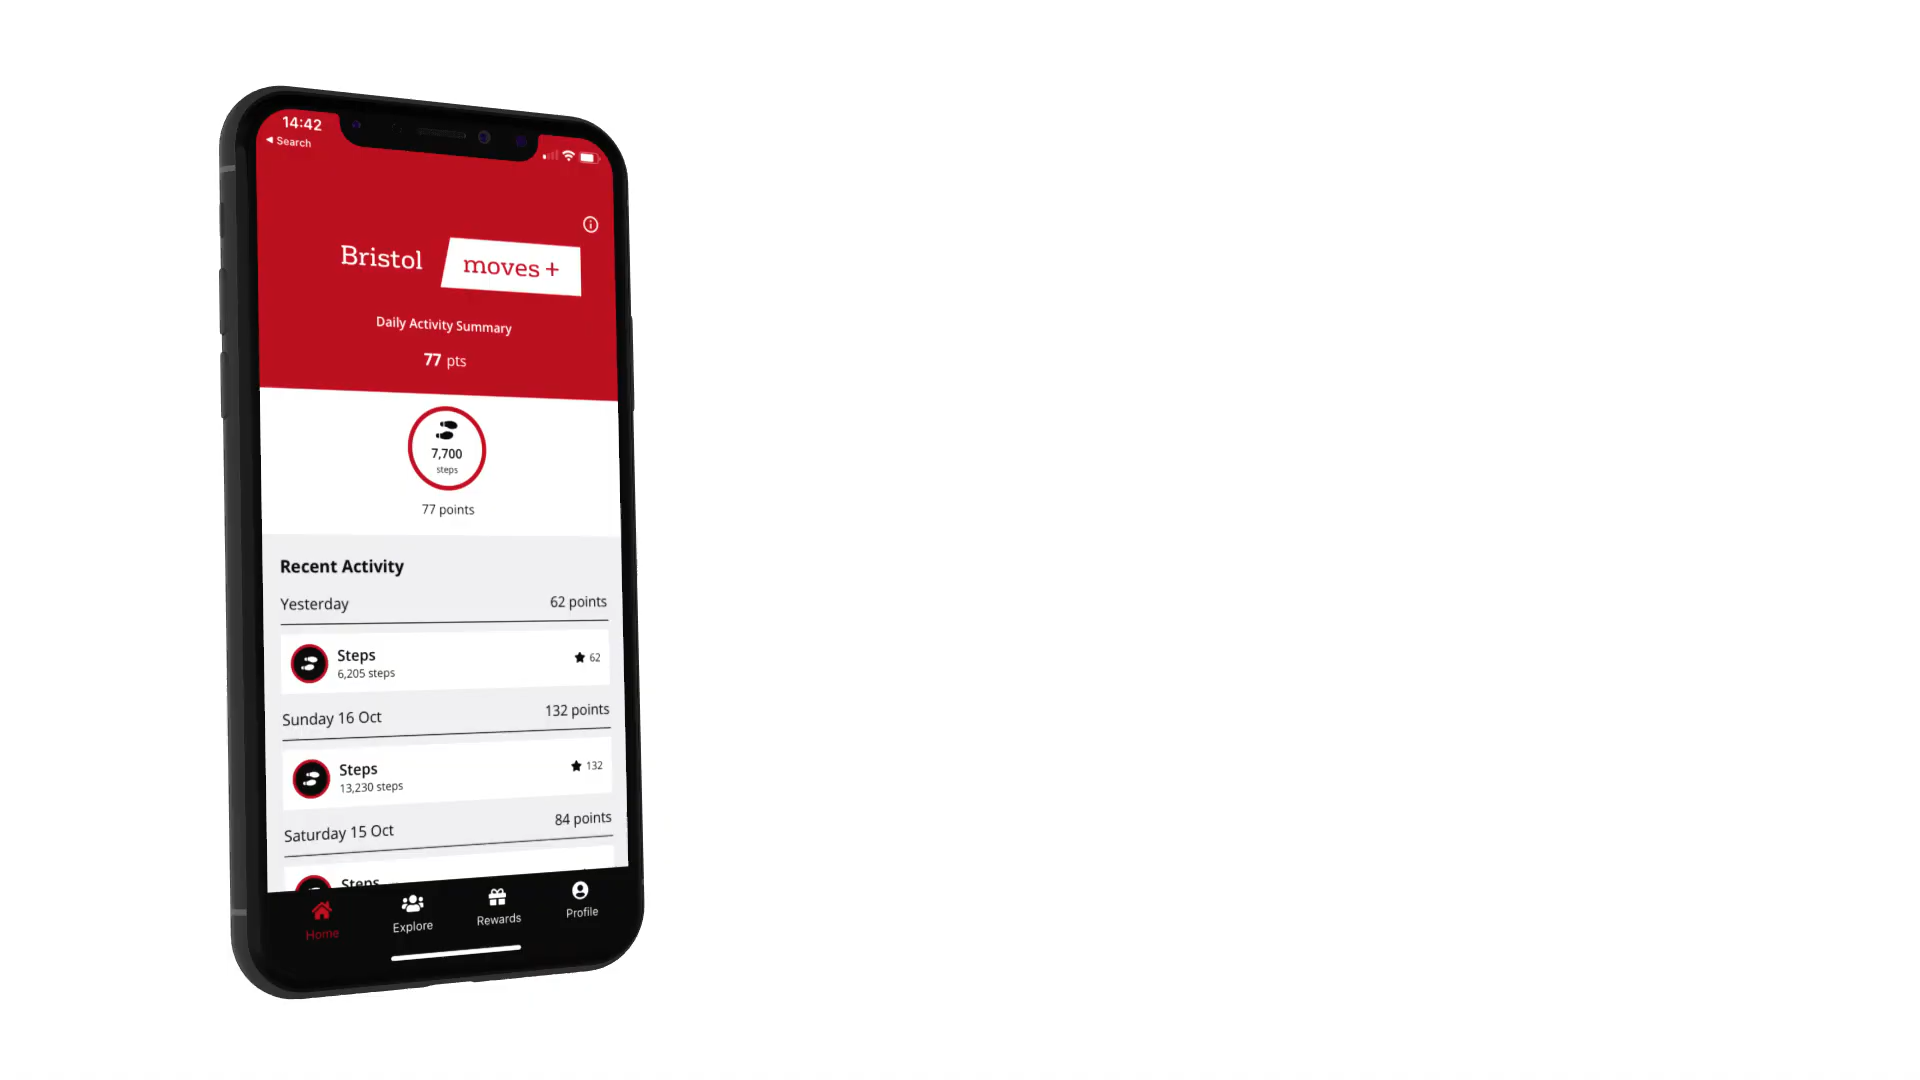 14:42
Search
Bristol moves +
Daily Activity Summary
77 pts
7,700
steps
77 points
Recent Activity
Yesterday 62 points
Steps
6,205 steps
62
Sunday 16 Oct 132 points
Steps
13,230 steps
132
Saturday 15 Oct 84 points
Steps
Home Explore Rewards Profile